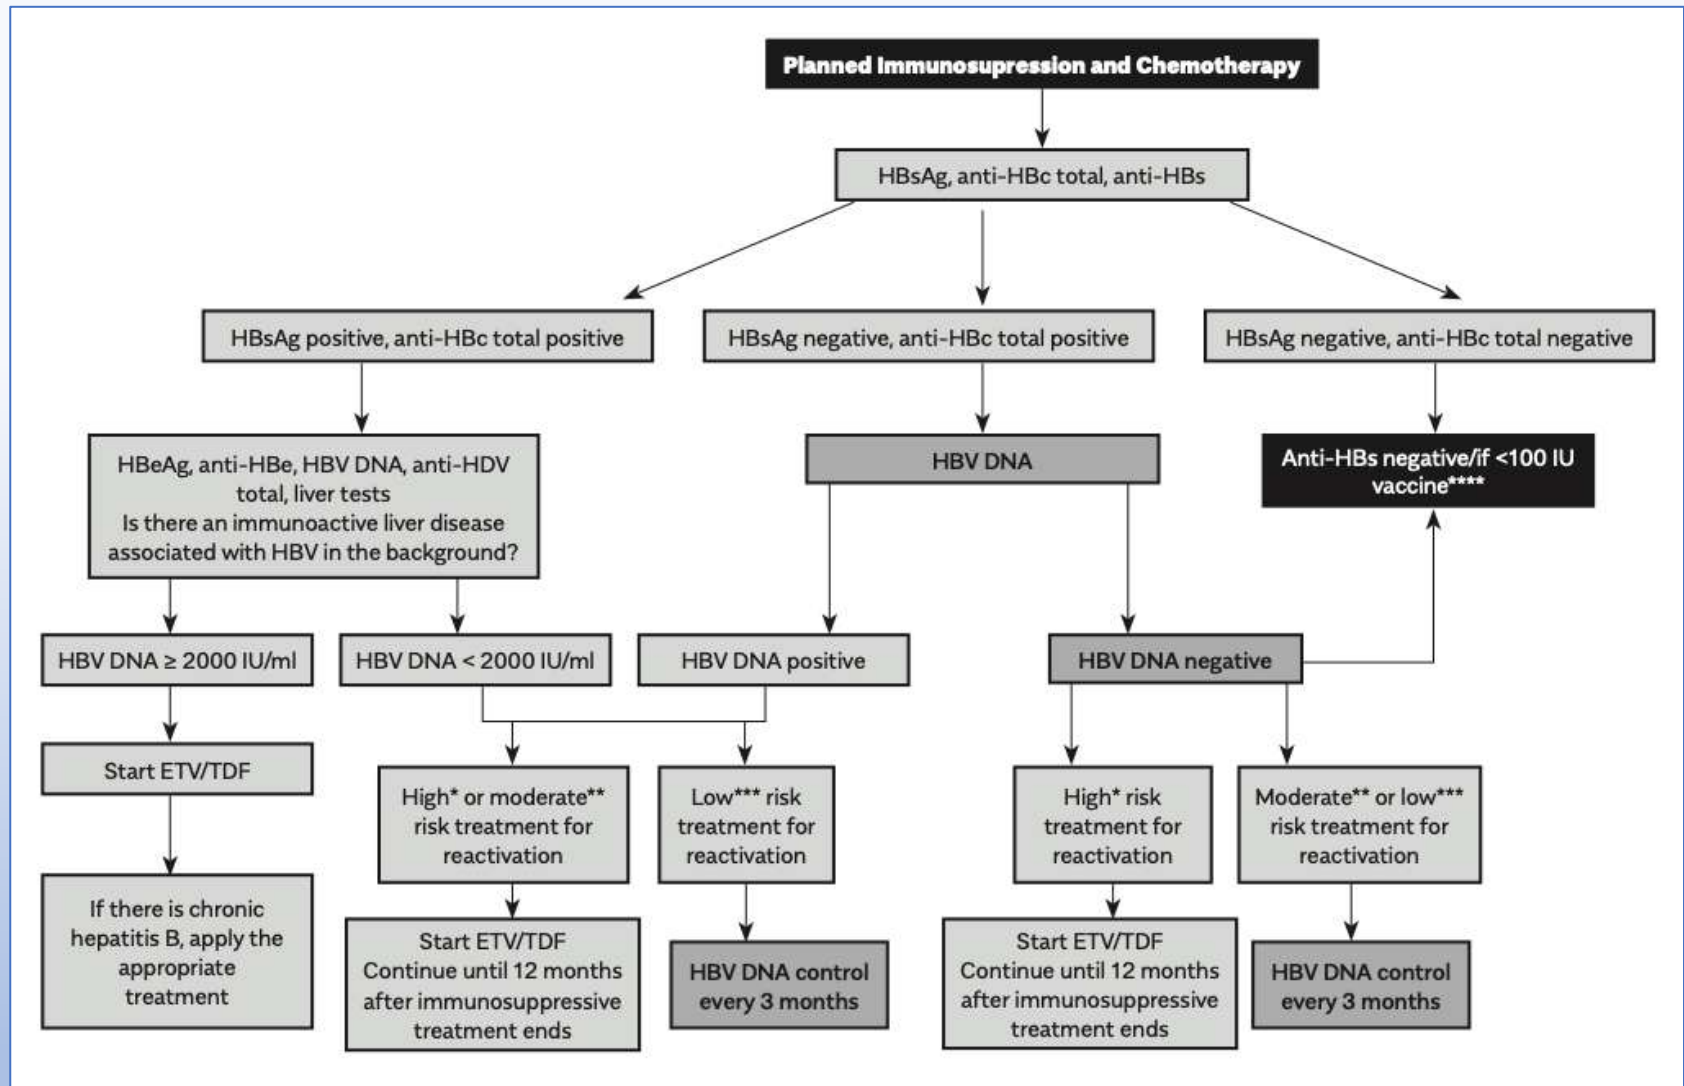 Planned Immunosupression and Chemotherapy
HBsAg, anti-HBc total, anti-HBs
HBsAg positive, anti-HBc total positive
HBsAg negative, anti-HBc total positive
HBsAg negative, anti-HBc total negative
HBeAg, anti-HBe, HBV DNA, anti-HDV
total, liver tests
Is there an immunoactive liver disease
associated with HBV in the background?
HBV DNA
Anti-HBs negative/if <100 IU
vaccine****
HBV DNA ≥ 2000 IU/ml
HBV DNA < 2000 IU/ml
HBV DNA positive
HBV DNA negative
Start ETV/TDF
High* or moderate**
risk treatment for
reactivation
Low*** risk
treatment for
reactivation
High* risk
treatment for
reactivation
Moderate** or low***
risk treatment for
reactivation
If there is chronic
hepatitis B, apply the
appropriate
treatment
Start ETV/TDF
Continue until 12 months
after immunosuppressive
treatment ends
HBV DNA control
every 3 months
Start ETV/TDF
Continue until 12 months
after immunosuppressive
treatment ends
HBV DNA control
every 3 months